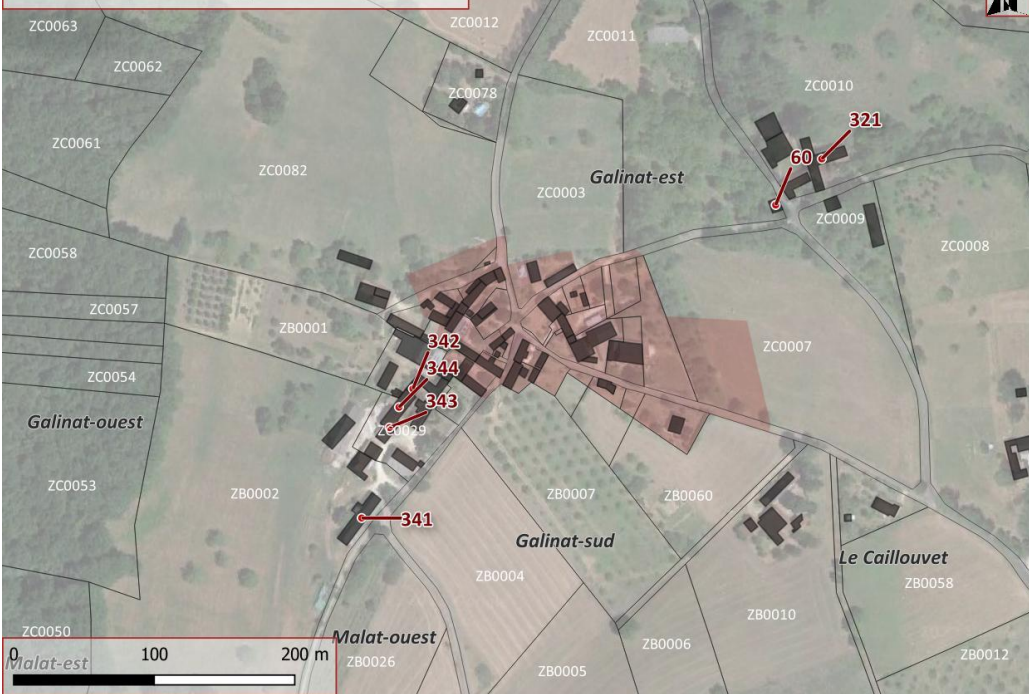 ZC0063
ZC0012
ZC0011
ZC0062
ZC0078
ZC0010
321
ZC0061
60
ZC0082
Galinat-est
ZC0003
ZC0009
ZC0008
ZC0058
ZC0057
ZB0001
342
ZC0007
344
ZC0054
343
Galinat-ouest
ZC0029
ZC0053
ZB0002
ZB0007
ZB0060
341
Galinat-sud
Le Caillouvet
ZB0004
ZB0058
ZB0010
ZC0050
Malat-ouest
ZB0006
0 100 200 m
Malat-est
ZB0026
ZB0005
ZB0012